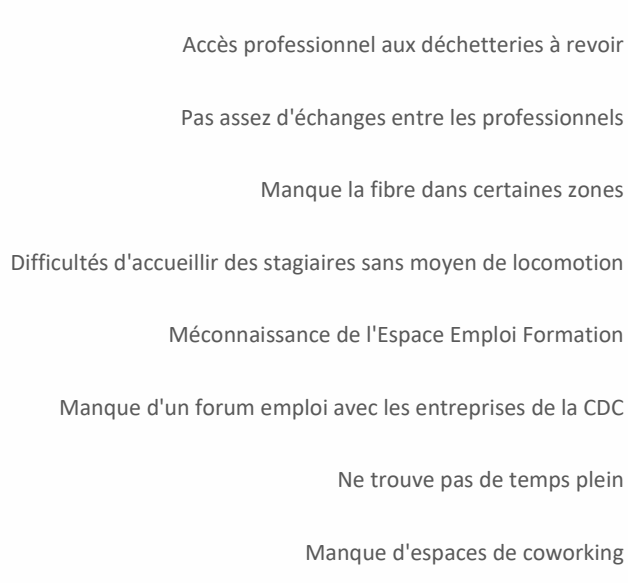 Accès professionnel aux déchetteries à revoir
Pas assez d'échanges entre les professionnels
Manque la fibre dans certaines zones
Difficultés d'accueillir des stagiaires sans moyen de locomotion
Méconnaissance de l'Espace Emploi Formation
Manque d'un forum emploi avec les entreprises de la CDC
Ne trouve pas de temps plein
Manque d'espaces de coworking